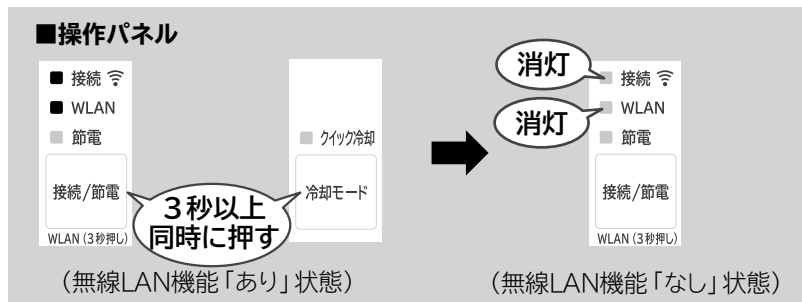 ■操作パネル
接続
WLAN
節電
接続/節電
WLAN(3秒押し)
クイック冷却
冷却モード
3秒以上
同時に押す
(無線LAN機能「あり」状態)
消灯
消灯
接続
WLAN
節電
接続/節電
WLAN(3秒押し)
(無線LAN機能「なし」状態)